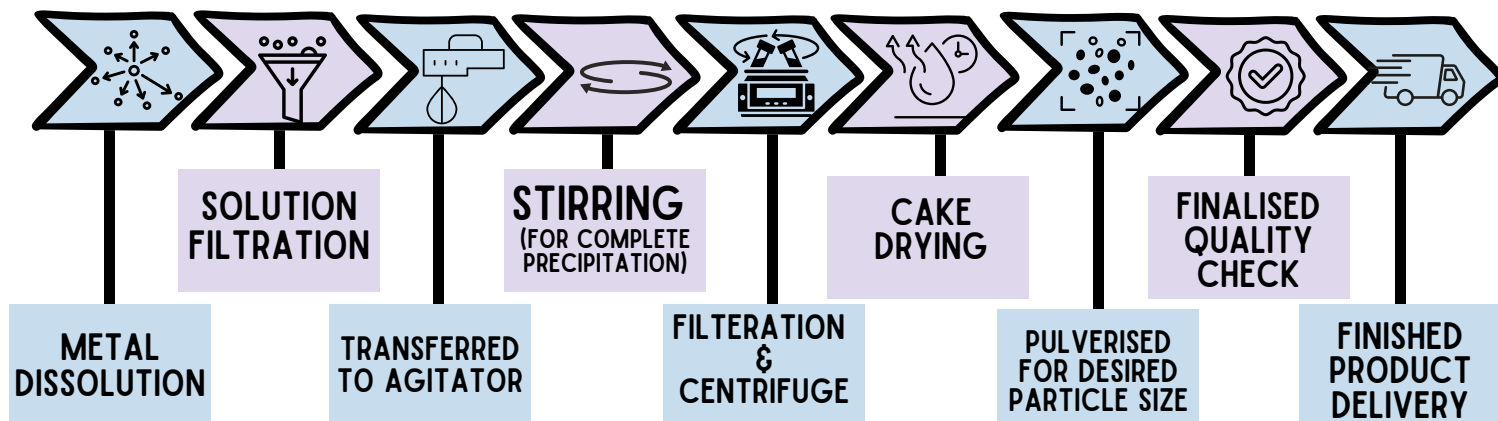 METAL
DISSOLUTION
SOLUTION
FILTRATION
TRANSFERRED
TO AGITATOR
STIRRING
(FOR COMPLETE
PRECIPITATION)
FILTERATION
&
CENTRIFUGE
CAKE
DRYING
PULVERISED
FOR DESIRED
PARTICLE SIZE
FINALISED
QUALITY
CHECK
FINISHED
PRODUCT
DELIVERY